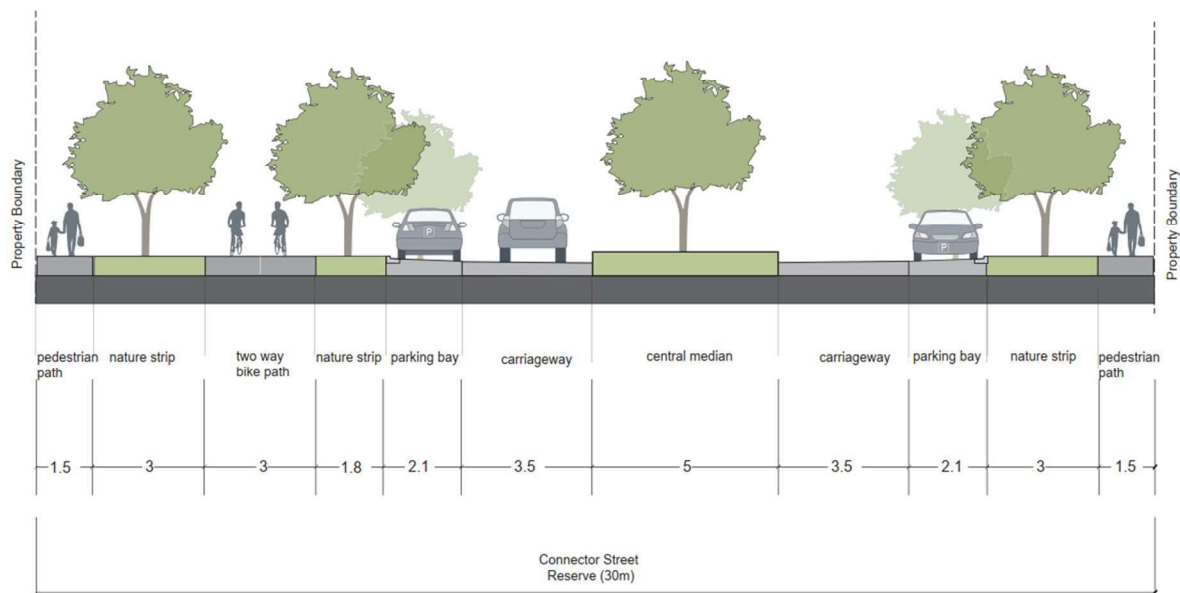 Property Boundary
Property Boundary
P
P
pedestrian
path
nature strip
two way
bike path
nature strip
parking bay
carriageway
central median
carriageway
parking bay
nature strip
pedestrian
path
1.5
3
3
1.8
2.1
3.5
5
3.5
2.1
3
1.5
Connector Street
Reserve (30m)